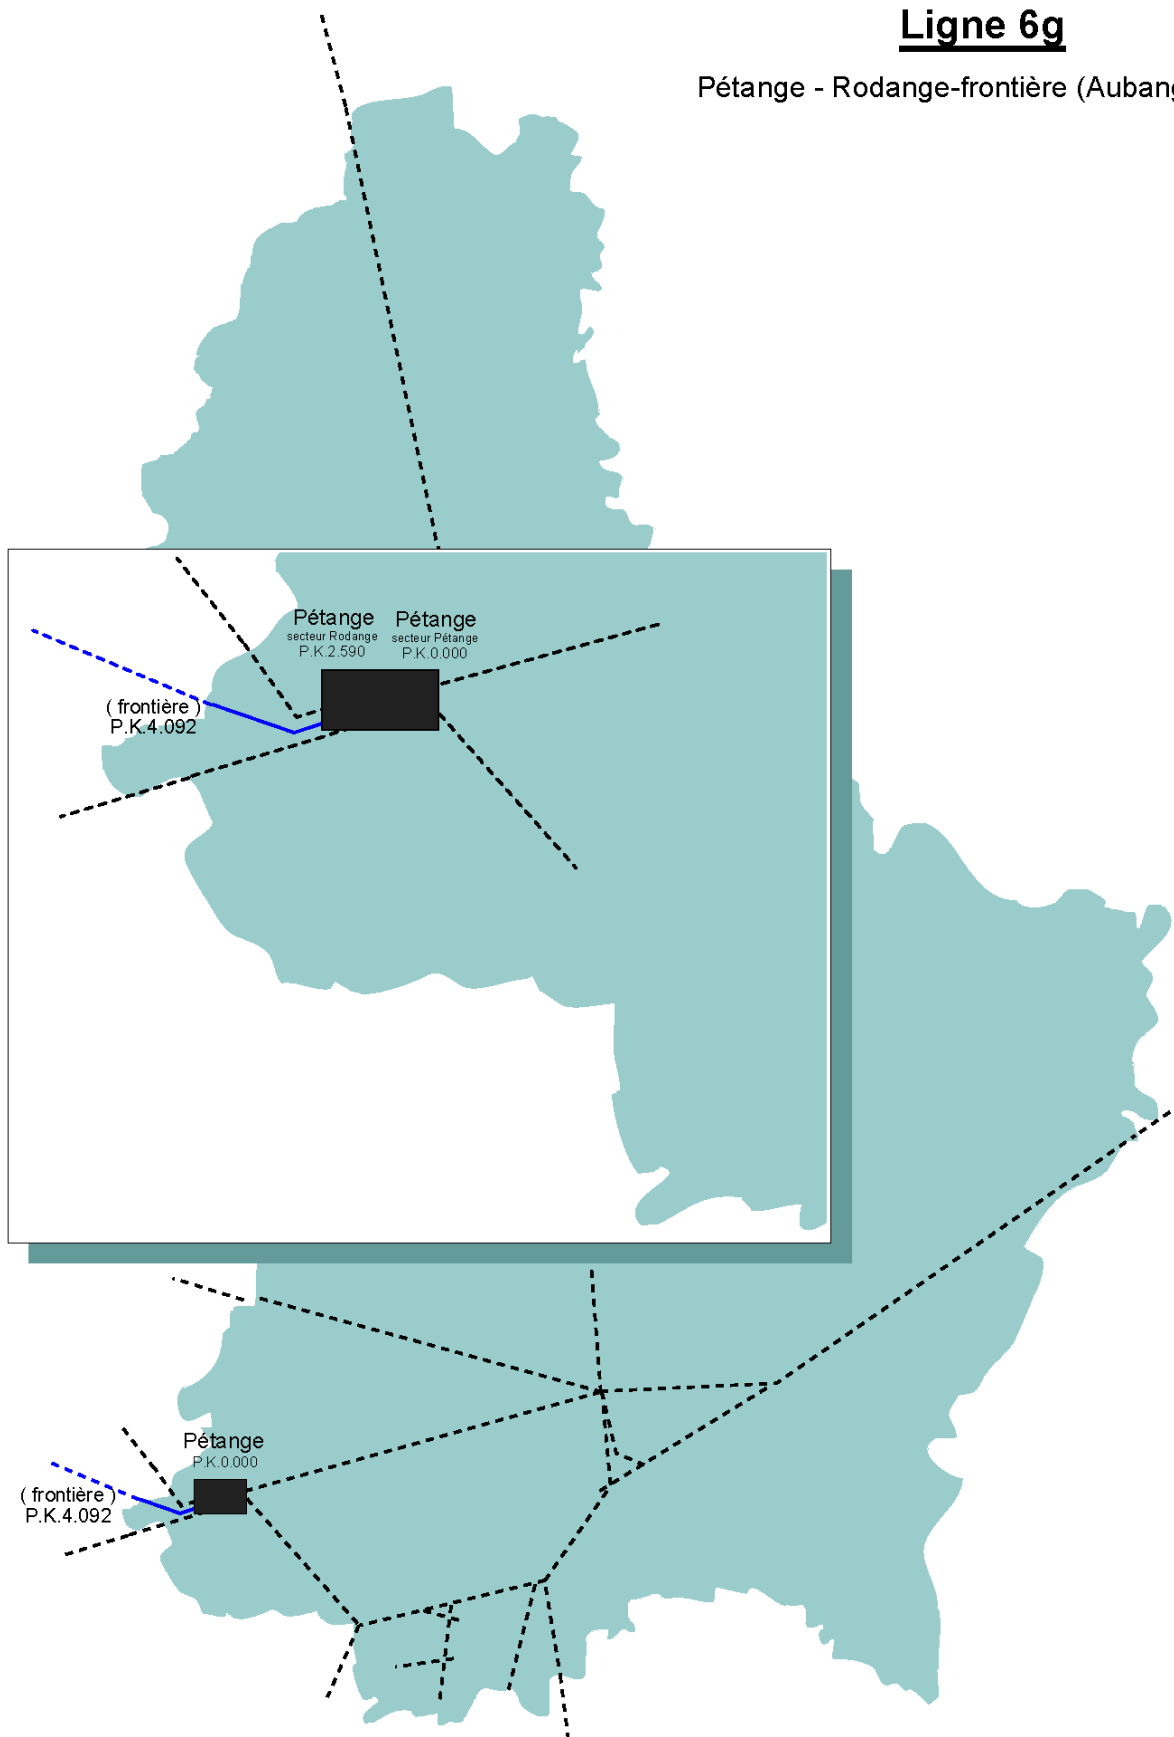 Ligne 6g
Pétange - Rodange-frontière (Aubang
Pétange
secteur Rodange
P.K.2.590
Pétange
secteur Pétange
P.K.0.000
( frontière )
P.K.4.092
Pétange
P.K.0.000
( frontière )
P.K.4.092